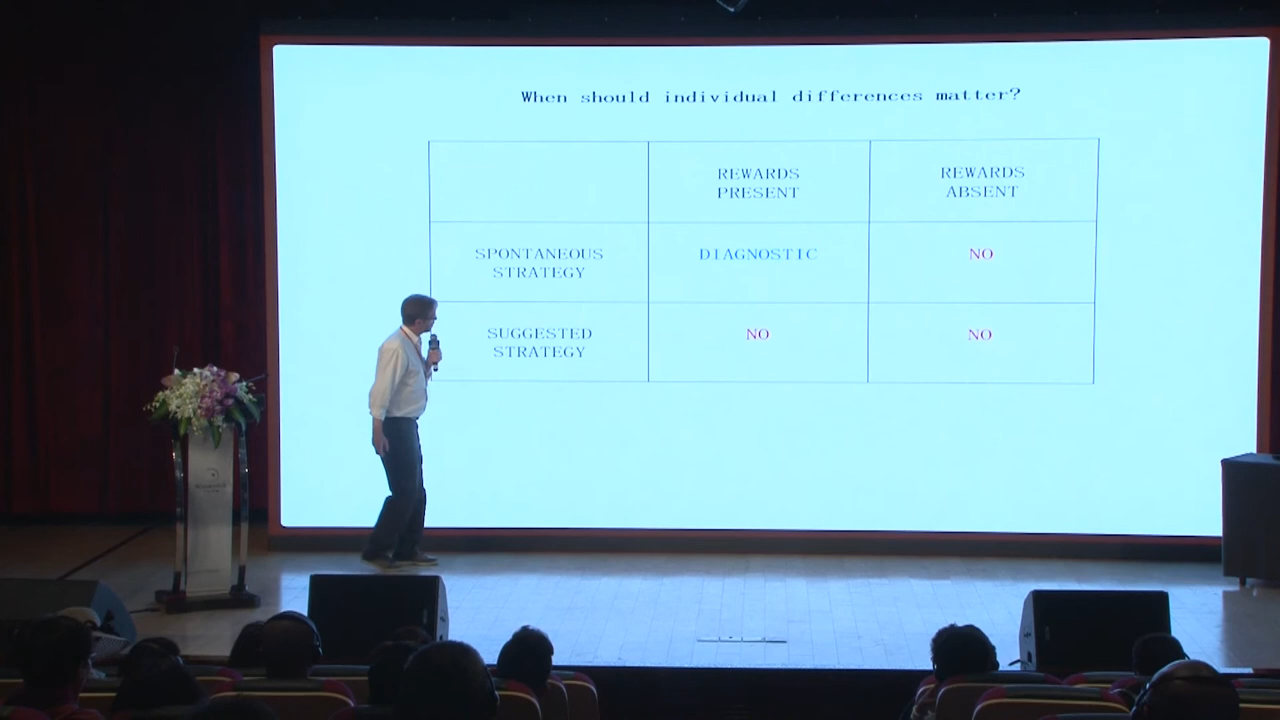 When should individual differences matter?
REWARDS
PRESENT
REWARDS
ABSENT
SPONTANEOUS
STRATEGY
DIAGNOSTIC
NO
SUGGESTED
STRATEGY
NO
NO